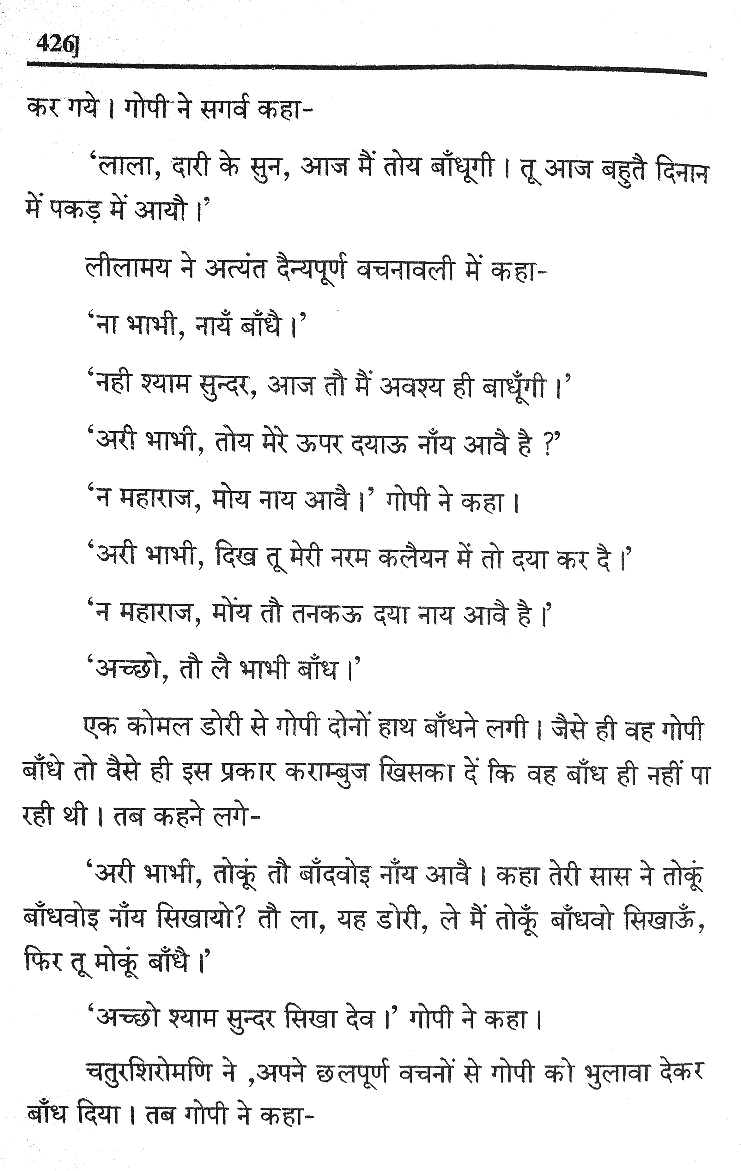 426]
कर गये। गोपी ने सगर्व कहा-
‘लाला, दारी के सुन, आज मैं तोय बाँधूगी। तू आज बहुतै दिनान
में पकड़ में आयौ।’
लीलामय ने अत्यंत दैन्यपूर्ण वचनावली में कहा-
‘ना भाभी, नायँ बाँधै।’
‘नही श्याम सुन्दर, आज तौ मैं अवश्य ही बाधूँगी।’
‘अरी भाभी, तोय मेरे ऊपर दयाऊ नाँय आवै है ?’
‘न महाराज, मोय नाय आवै।’ गोपी ने कहा।
‘अरी भाभी, दिख तू मेरी नरम कलैयन में तो दया कर दै।’
‘न महाराज, मोंय तौ तनकऊ दया नाय आवै है।’
‘अच्छो, तौ लै भाभी बाँध।’
एक कोमल डोरी से गोपी दोनों हाथ बाँधने लगी। जैसे ही वह गोपी
बाँधे तो वैसे ही इस प्रकार कराम्बुज खिसका दें कि वह बाँध ही नहीं पा
रही थी। तब कहने लगे-
‘अरी भाभी, तोकूं तौ बाँदवोइ नाँय आवै। कहा तेरी सास ने तोकूं
बाँधवोइ नाँय सिखायो? तौ ला, यह डोरी, ले मैं तोकूँ बाँधवो सिखाऊँ,
फिर तू मोकूं बाँधै।’
‘अच्छो श्याम सुन्दर सिखा देव।’ गोपी ने कहा।
चतुरशिरोमणि ने ,अपने छलपूर्ण वचनों से गोपी को भुलावा देकर
बाँध दिया। तब गोपी ने कहा-